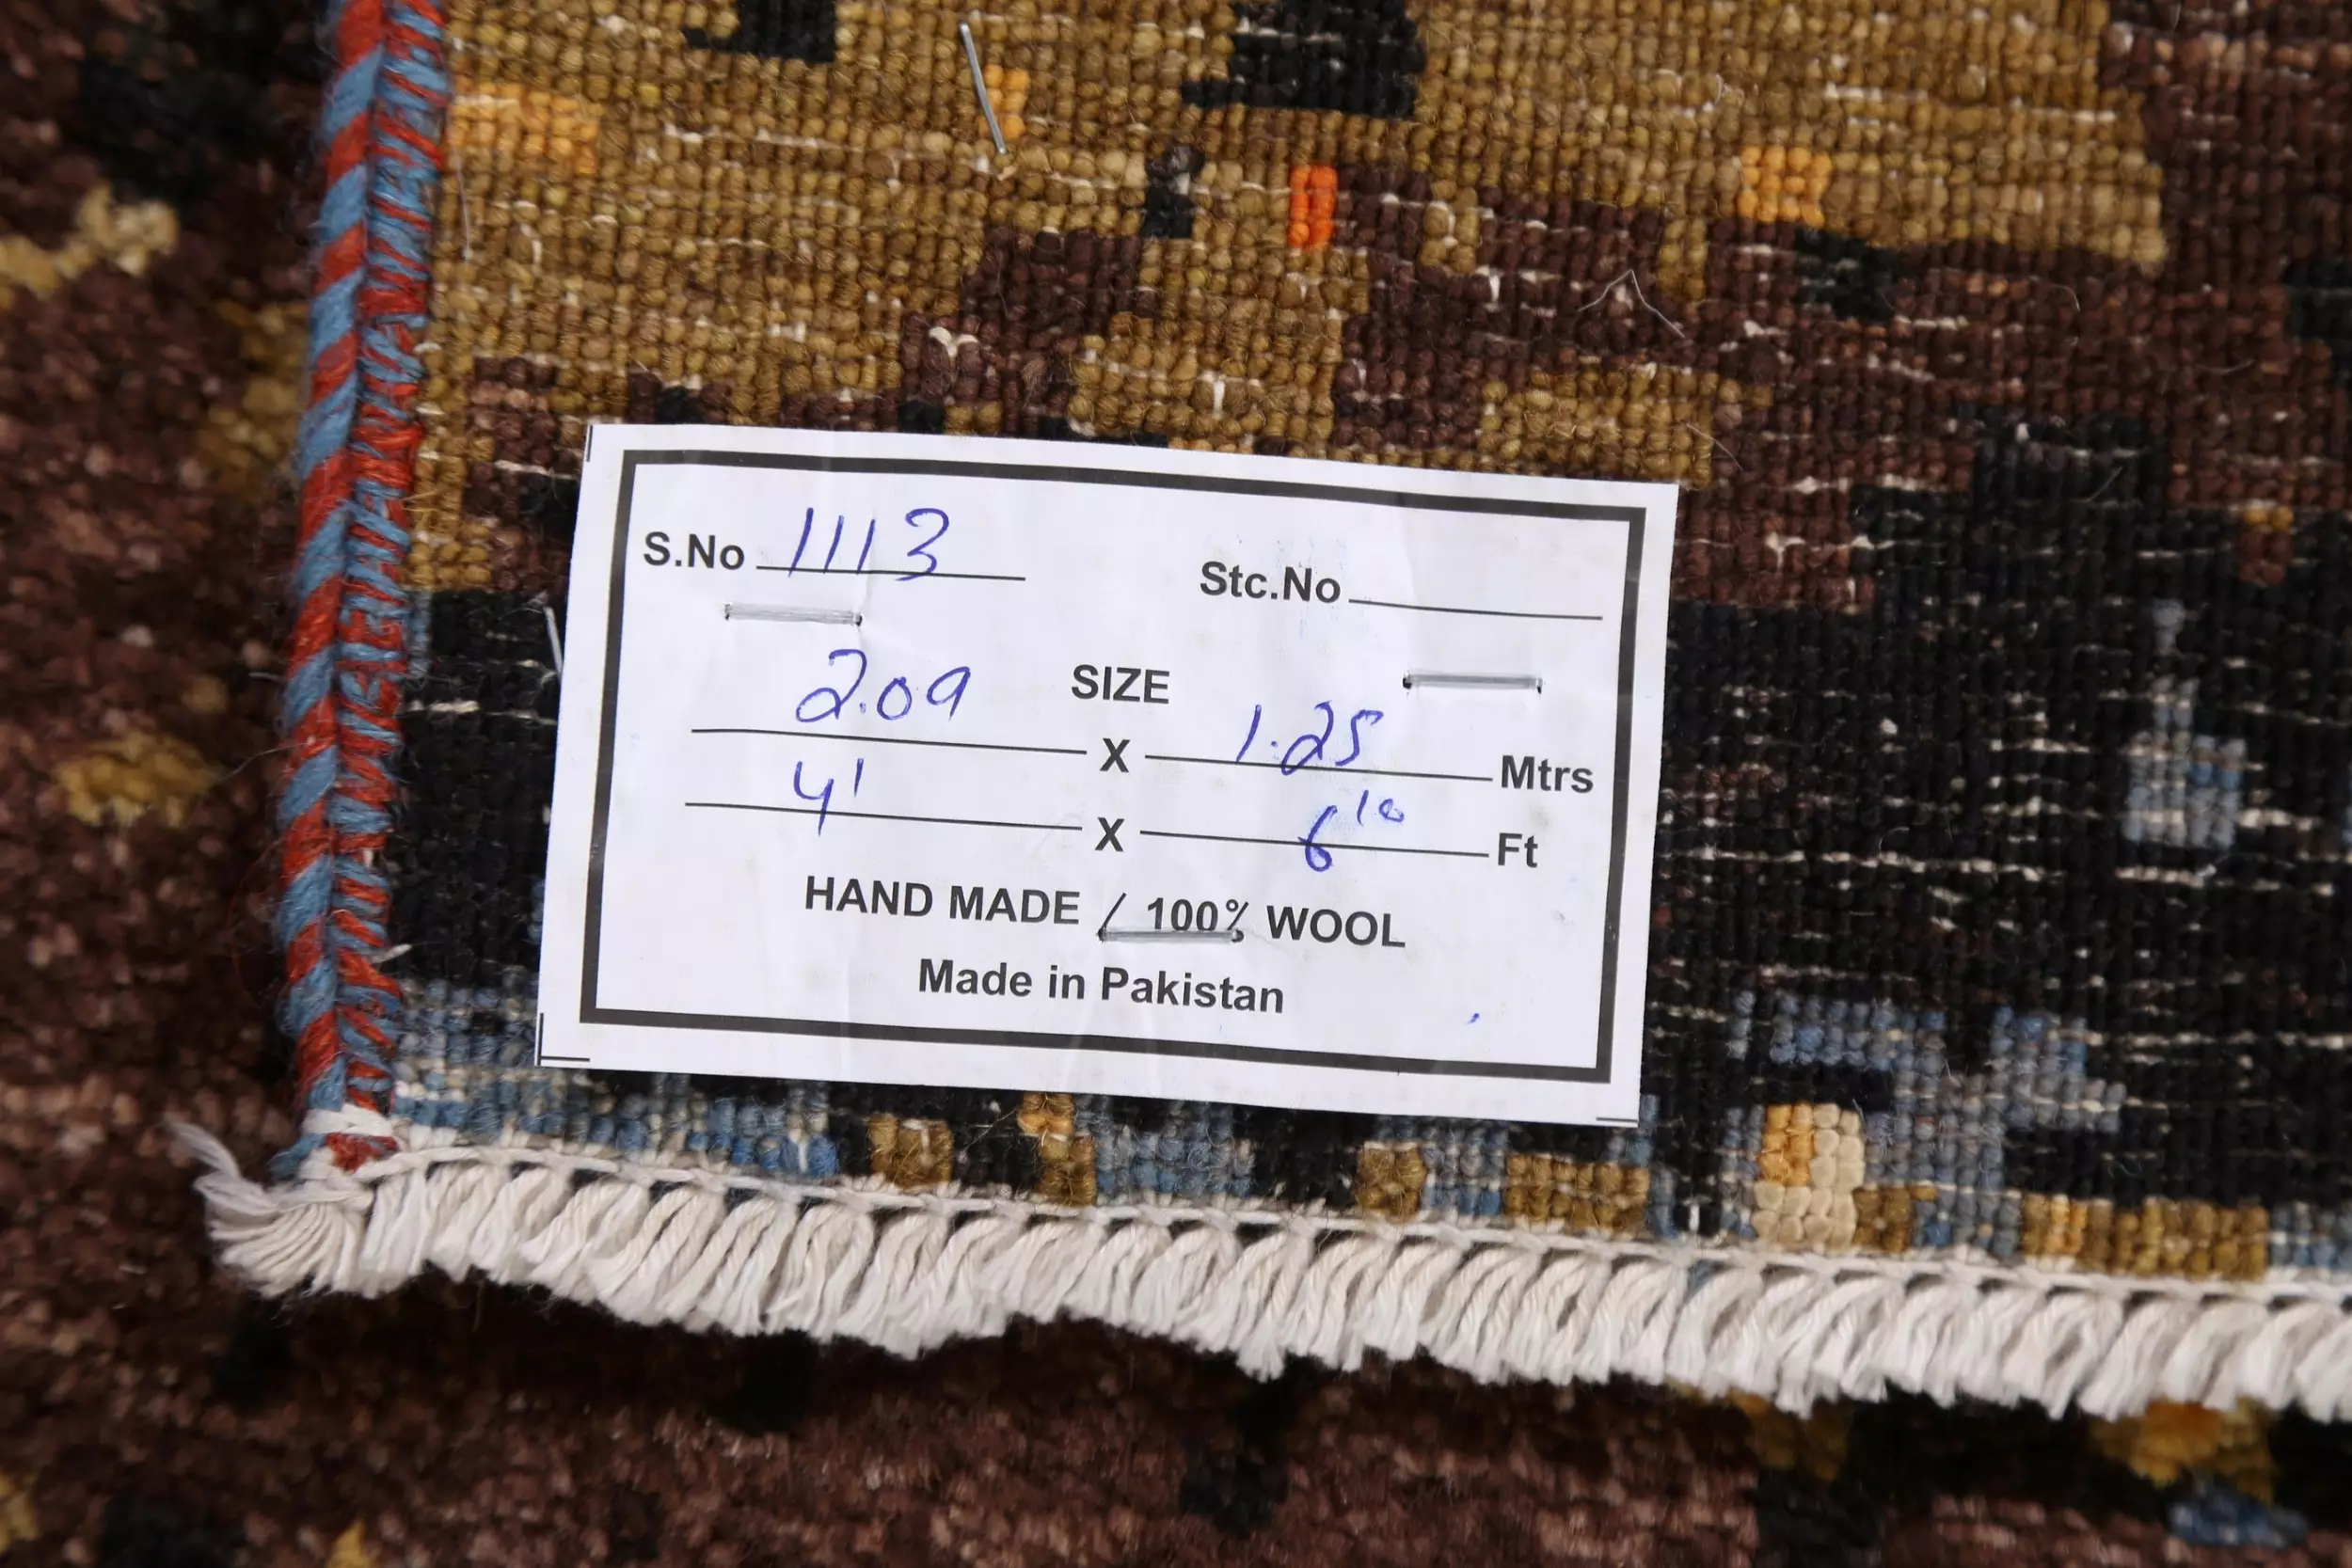 S.No 1113 Stc.No
SIZE
2.09 X 1.25 Mtrs
4' X 6'10 Ft
HAND MADE / 100% WOOL
Made in Pakistan